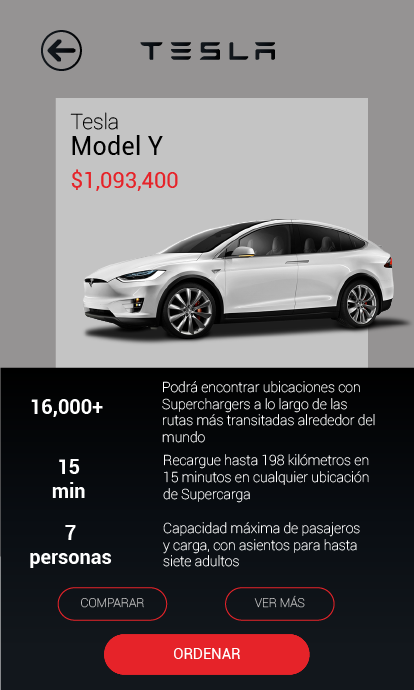 TESLA
Tesla
Model Y
$1,093,400
16,000+
Podrá encontrar ubicaciones con
Superchargers a lo largo de las
rutas más transitadas alrededor del
mundo
15
min
Recargue hasta 198 kilómetros en
15 minutos en cualquier ubicación
de Supercarga
7
personas
Capacidad máxima de pasajeros
y carga, con asientos para hasta
siete adultos
COMPARAR
VER MÁS
ORDENAR